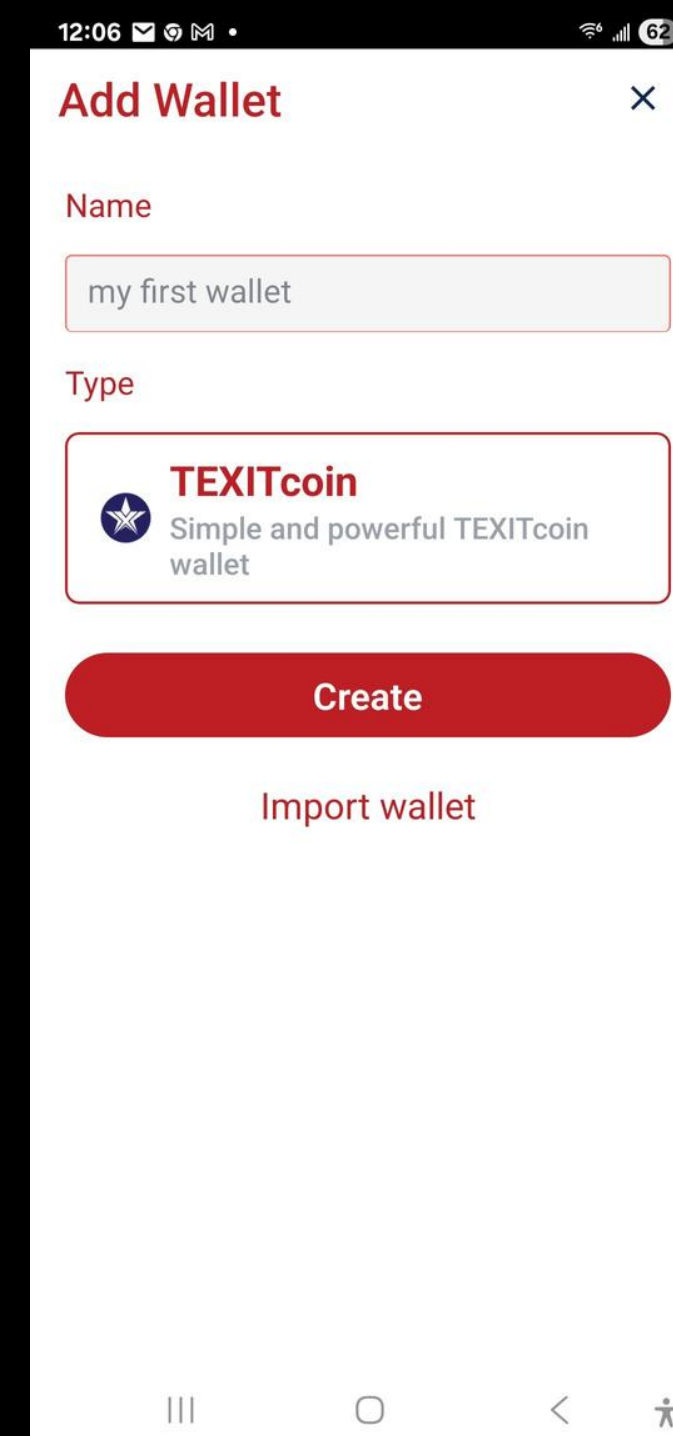 12:06
62
Add Wallet
Name
my first wallet
Type
TEXITcoin
Simple and powerful TEXITcoin
wallet
Create
Import wallet